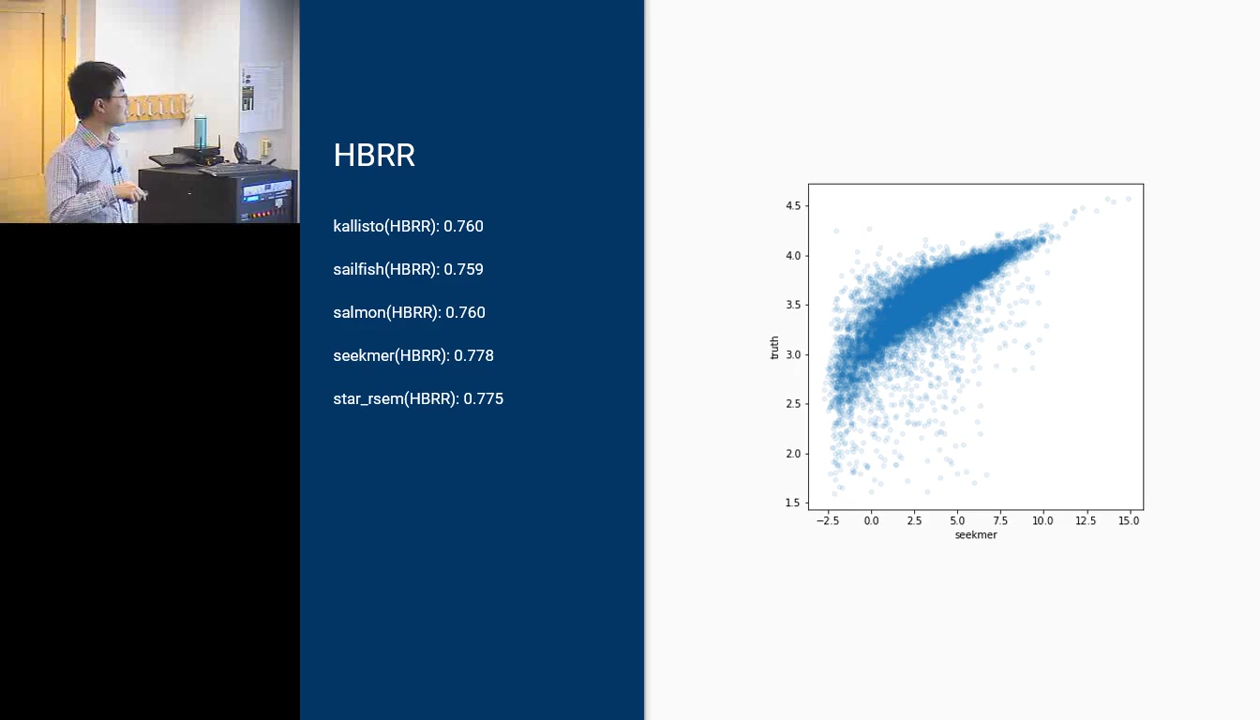 HBRR
kallisto(HBRR): 0.760
sailfish(HBRR): 0.759
salmon(HBRR): 0.760
seekmer(HBRR): 0.778
star_rsem(HBRR): 0.775
4.5
4.0
3.5
3.0
2.5
2.0
1.5
truth
−2.5 0.0 2.5 5.0 7.5 10.0 12.5 15.0
seekmer